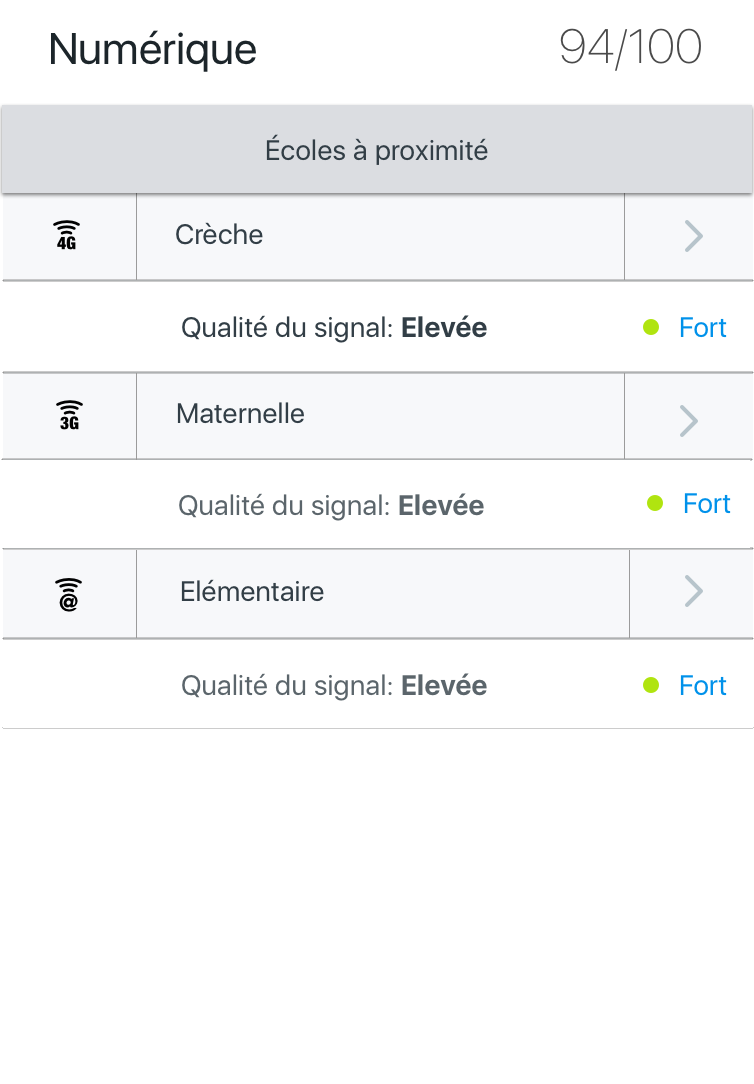 Numérique 94/100
Écoles à proximité
4G Crèche
Qualité du signal: Elevée Fort
3G Maternelle
Qualité du signal: Elevée Fort
@ Elémentaire
Qualité du signal: Elevée Fort